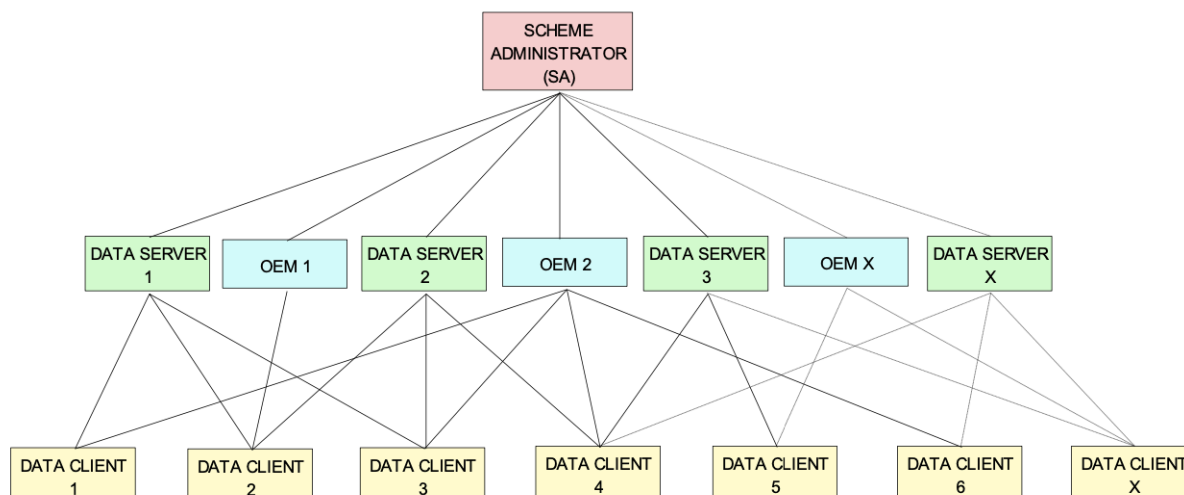 SCHEME
ADMINISTRATOR
(SA)
DATA SERVER
1
OEM 1
DATA SERVER
2
OEM 2
DATA SERVER
3
OEM X
DATA SERVER
X
DATA CLIENT
1
DATA CLIENT
2
DATA CLIENT
3
DATA CLIENT
4
DATA CLIENT
5
DATA CLIENT
6
DATA CLIENT
X